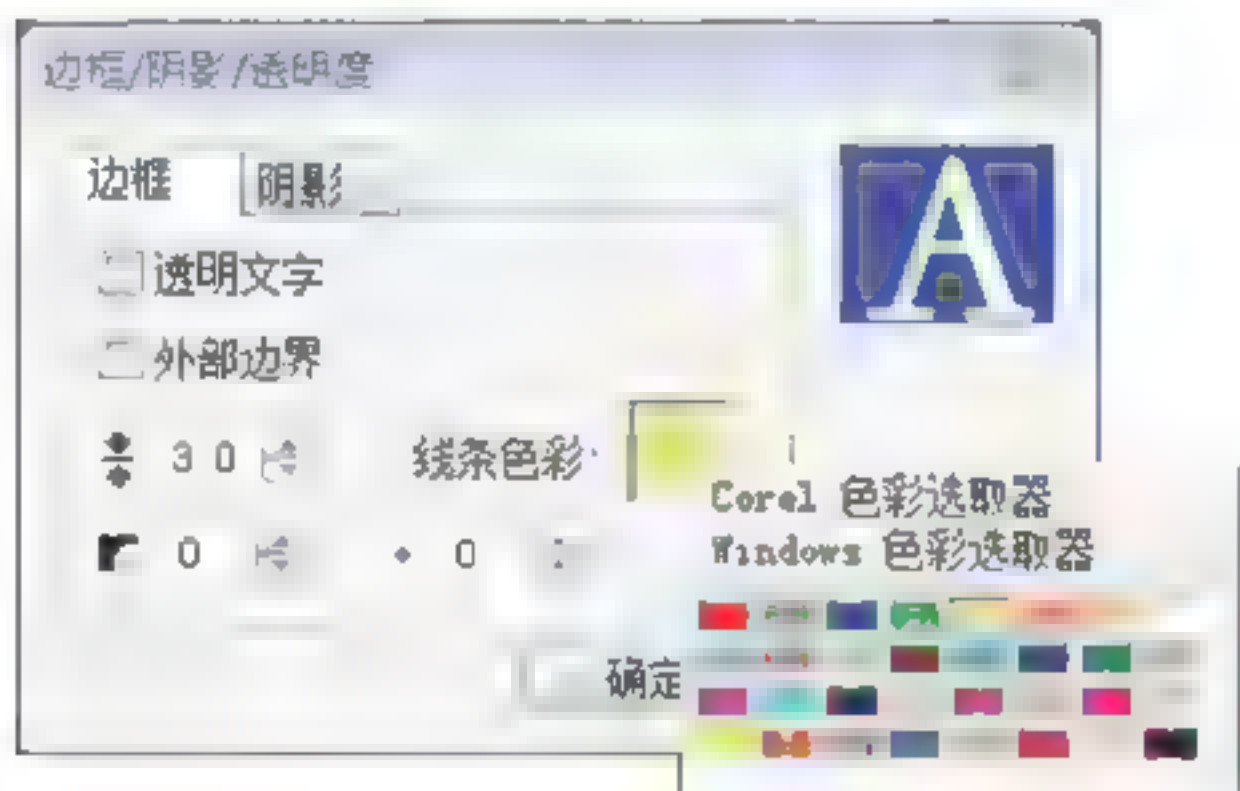 边框/阴影/透明度
边框 阴影
透明文字
外部边界
30 线条色彩:
Corel 色彩选取器
Windows 色彩选取器
0 0
确定
A